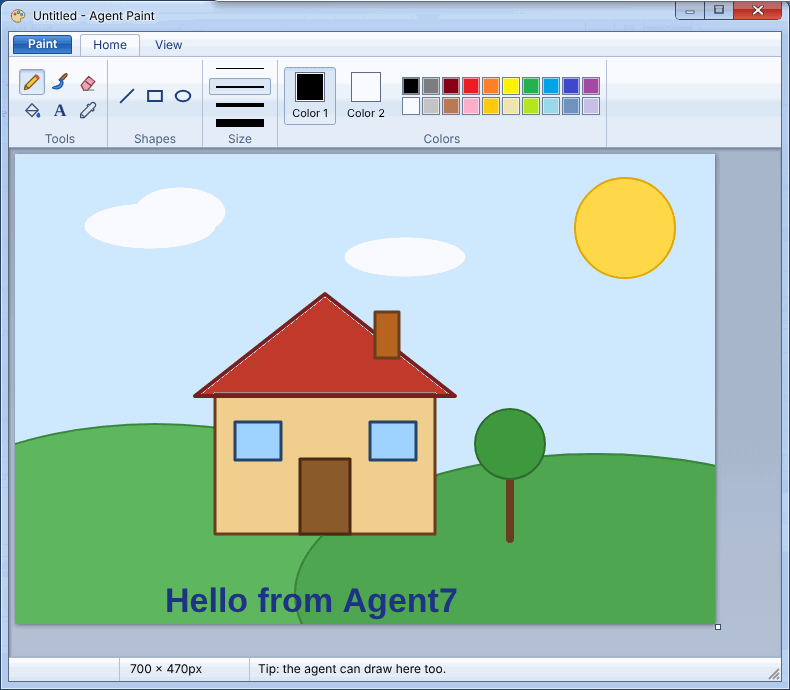 Untitled - Agent Paint
Paint Home View
A
Color 1 Color 2
Tools Shapes Size Colors
Hello from Agent7
700 × 470px Tip: the agent can draw here too.